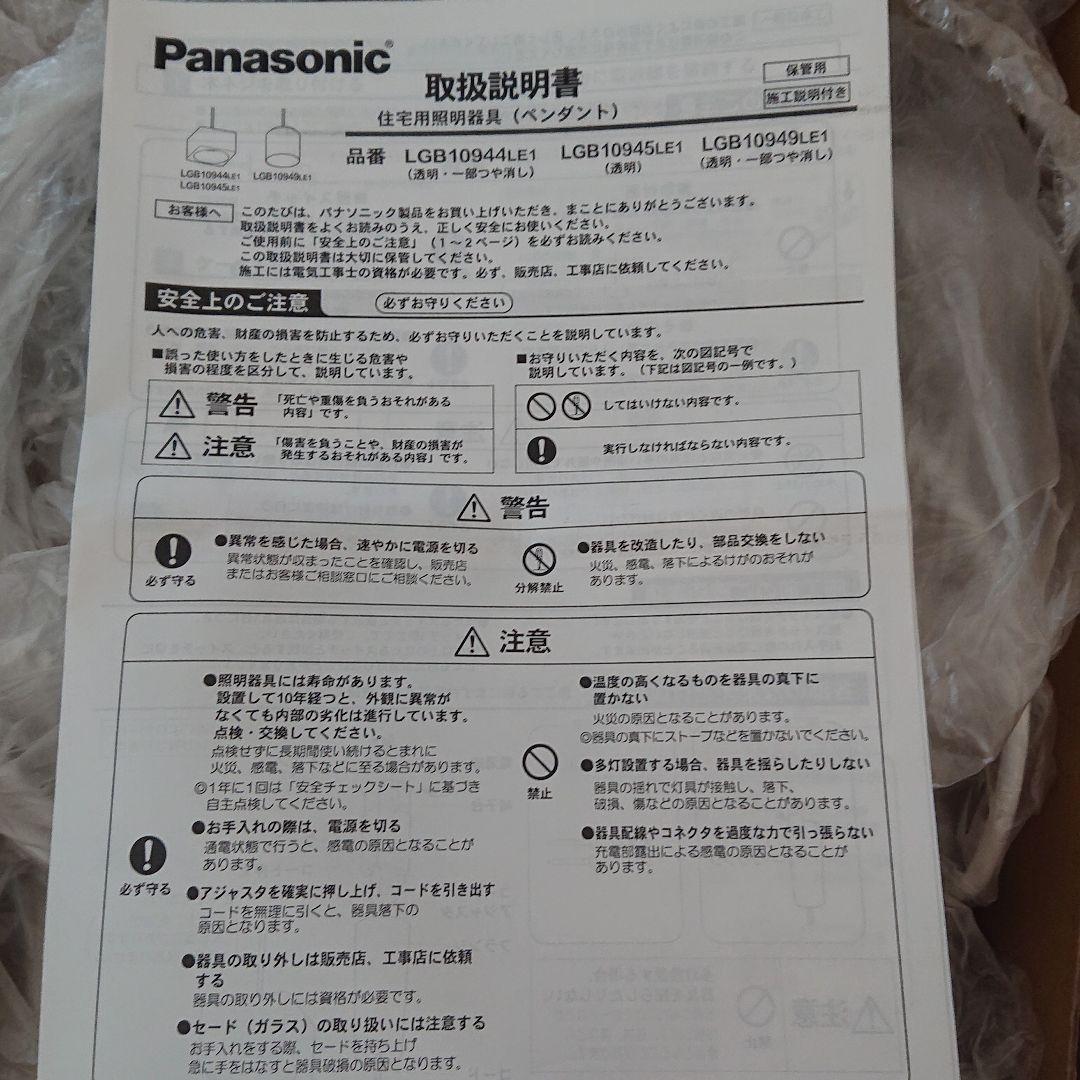 Panasonic®
取扱説明書
保管用
施工説明付き
住宅用照明器具（ペンダント）
品番 LGB10944LE1 LGB10945LE1 LGB10949LE1
（透明・一部つや消し） （透明） （透明・一部つや消し）
LGB10944LE1 LGB10949LE1
LGB10945LE1
お客様へ このたびは、パナソニック製品をお買い上げいただき、まことにありがとうございます。
取扱説明書をよくお読みのうえ、正しく安全にお使いください。
ご使用前に「安全上のご注意」（1～2ページ）を必ずお読みください。
この取扱説明書は大切に保管してください。
施工には電気工事士の資格が必要です。必ず、販売店、工事店に依頼してください。
安全上のご注意 （必ずお守りください）
人への危害、財産の損害を防止するため、必ずお守りいただくことを説明しています。
■誤った使い方をしたときに生じる危害や
損害の程度を区分して、説明しています。
警告 「死亡や重傷を負うおそれがある
内容」です。
注意 「傷害を負うことや、財産の損害が
発生するおそれがある内容」です。
■お守りいただく内容を、次の図記号で
説明しています。（下記は図記号の一例です。）
してはいけない内容です。
実行しなければならない内容です。
警告
必ず守る
●異常を感じた場合、速やかに電源を切る
異常状態が収まったことを確認し、販売店
またはお客様ご相談窓口にご相談ください。
分解禁止
●器具を改造したり、部品交換をしない
火災、感電、落下によるけがのおそれが
あります。
注意
必ず守る
●照明器具には寿命があります。
設置して10年経つと、外観に異常が
なくても内部の劣化は進行しています。
点検・交換してください。
点検せずに長期間使い続けるとまれに
火災、感電、落下などに至る場合があります。
◎1年に1回は「安全チェックシート」に基づき
自主点検してください。
●お手入れの際は、電源を切る
通電状態で行うと、感電の原因となることが
あります。
●アジャスタを確実に押し上げ、コードを引き出す
コードを無理に引くと、器具落下の
原因となります。
●器具の取り外しは販売店、工事店に依頼
する
器具の取り外しには資格が必要です。
●セード（ガラス）の取り扱いには注意する
お手入れをする際、セードを持ち上げ
急に手をはなすと器具破損の原因となります。
禁止
●温度の高くなるものを器具の真下に
置かない
火災の原因となることがあります。
◎器具の真下にストーブなどを置かないでください。
●多灯設置する場合、器具を揺らしたりしない
器具の揺れで灯具が接触し、落下、
破損、傷などの原因となることがあります。
●器具配線やコネクタを過度な力で引っ張らない
充電部露出による感電の原因となることが
あります。